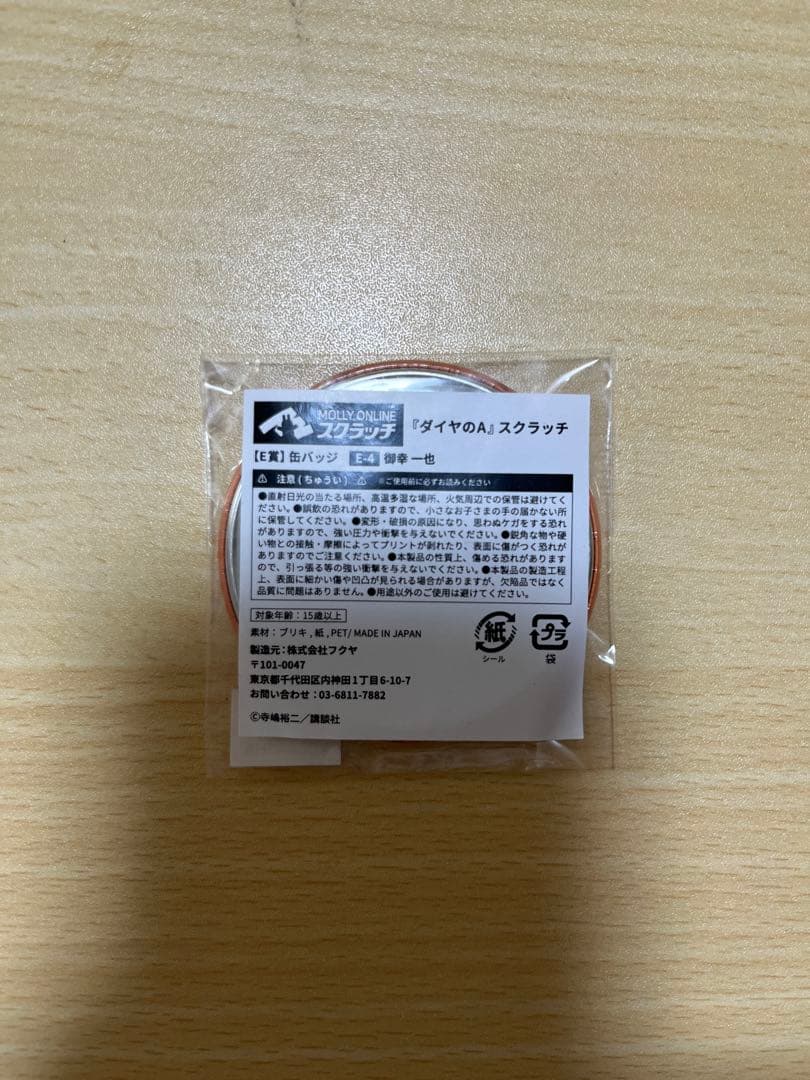 MOLLY.ONLINE
スクラッチ
『ダイヤのA』スクラッチ
【E賞】缶バッジ E-4 御幸 一也
注意(ちゅうい) ※ご使用前に必ずお読みください
●直射日光の当たる場所、高温多湿な場所、火気周辺での保管は避けてく
ださい。●誤飲の恐れがありますので、小さなお子さまの手の届かない所
に保管してください。●変形・破損の原因になり、思わぬケガをする恐れ
がありますので、強い圧力や衝撃を与えないでください。●鋭角な物や硬
い物との接触・摩擦によってプリントが剥れたり、表面に傷がつく恐れが
ありますのでご注意ください。●本製品の性質上、傷める恐れがあります
ので、引っ張る等の強い衝撃を与えないでください。●本製品の製造工程
上、表面に細かい傷や凹凸が見られる場合がありますが、欠陥品ではなく
品質に問題はありません。●用途以外のご使用は避けてください。
対象年齢:15歳以上
素材:ブリキ,紙,PET/ MADE IN JAPAN
製造元:株式会社フクヤ
〒101-0047
東京都千代田区内神田1丁目6-10-7
お問い合わせ:03-6811-7882
©寺嶋裕二/講談社
紙
シール
プラ
袋